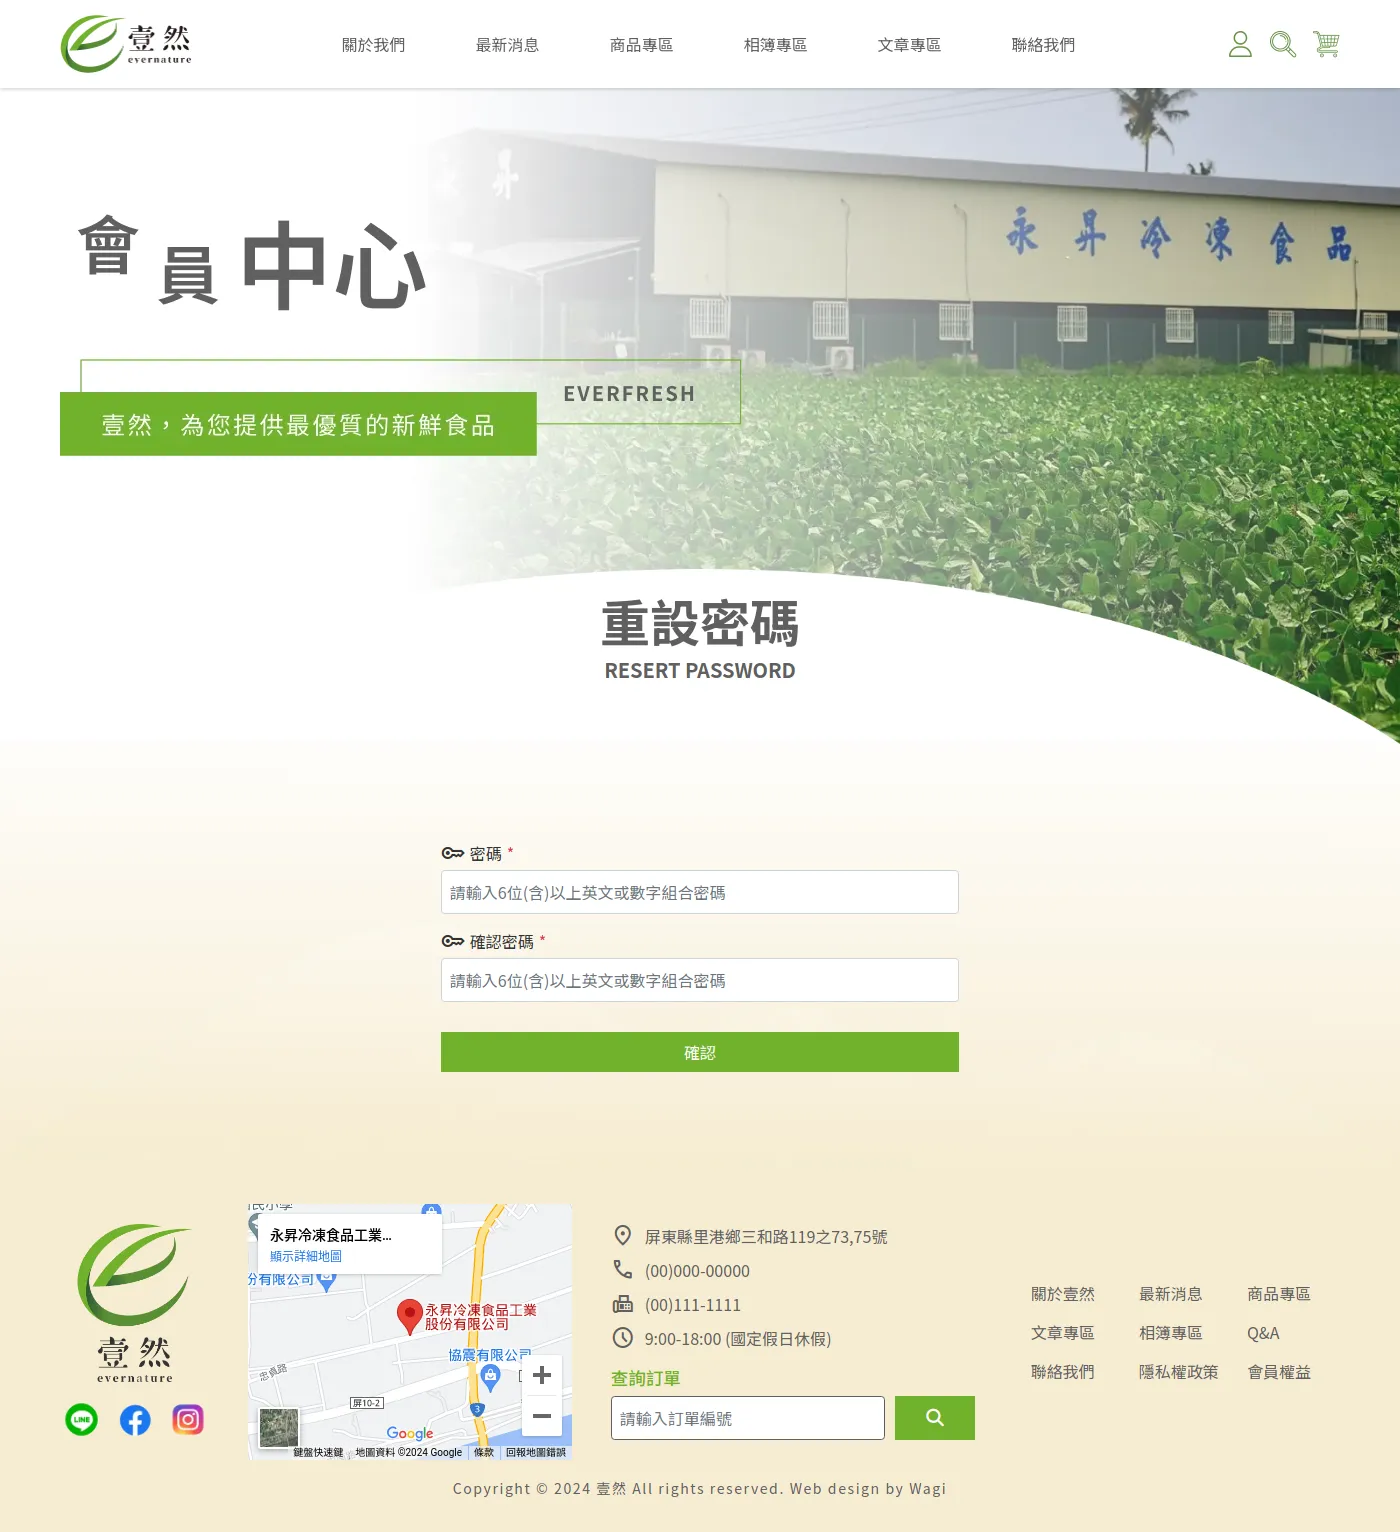 壹然
evernature
關於我們
最新消息
商品專區
相簿專區
文章專區
聯絡我們
昇
永昇冷凍食品
會員中心
EVERFRESH
壹然，為您提供最優質的新鮮食品
重設密碼
RESERT PASSWORD
密碼 *
請輸入6位(含)以上英文或數字組合密碼
確認密碼 *
請輸入6位(含)以上英文或數字組合密碼
確認
壹然
evernature
LINE
永昇冷凍食品工業...
顯示詳細地圖
份有限公司
永昇冷凍食品工業
股份有限公司
協震有限公司
屏10-2
3
Google
鍵盤快速鍵
地圖資料 ©2024 Google
條款
回報地圖錯誤
屏東縣里港鄉三和路119之73,75號
(00)000-00000
(00)111-1111
9:00-18:00 (國定假日休假)
查詢訂單
請輸入訂單編號
關於壹然
最新消息
商品專區
文章專區
相簿專區
Q&A
聯絡我們
隱私權政策
會員權益
Copyright © 2024 壹然 All rights reserved. Web design by Wagi